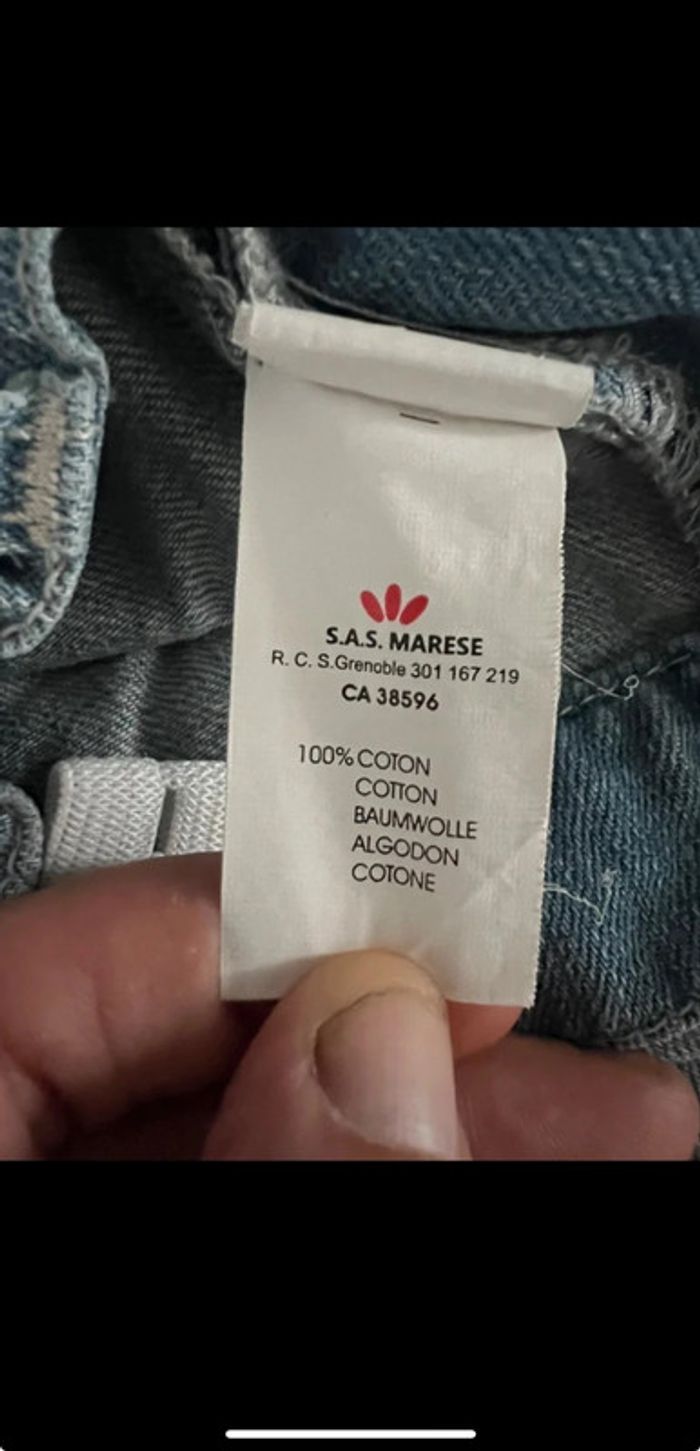 S.A.S. MARESE
R. C. S.Grenoble 301 167 219
CA 38596
100% COTON
COTTON
BAUMWOLLE
ALGODON
COTONE